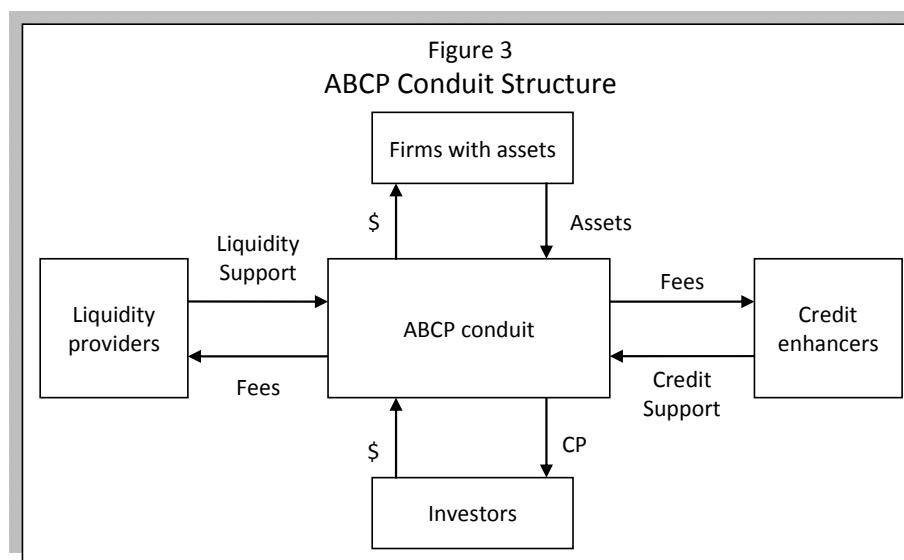 Figure 3
ABCP Conduit Structure
Firms with assets
$
Assets
Liquidity
Support
Fees
Liquidity
providers
ABCP conduit
Credit
enhancers
Fees
Credit
Support
$
CP
Investors